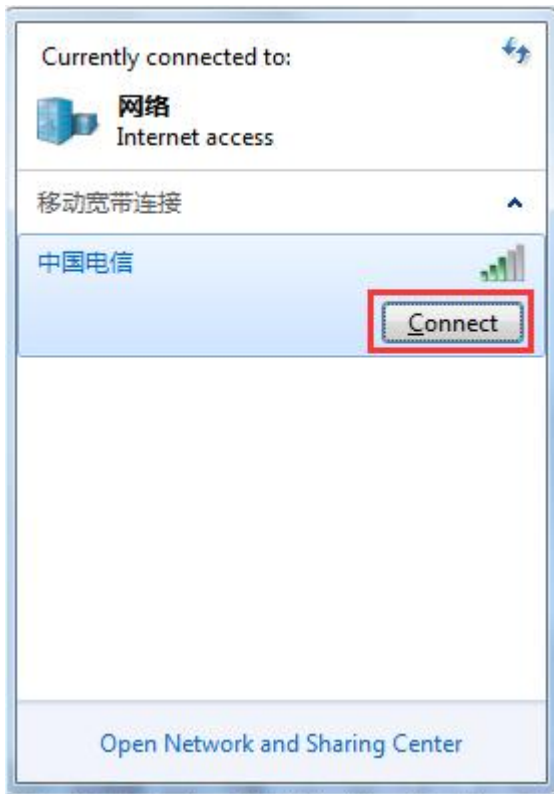 Currently connected to:
网络
Internet access
移动宽带连接
中国电信
Connect
Open Network and Sharing Center